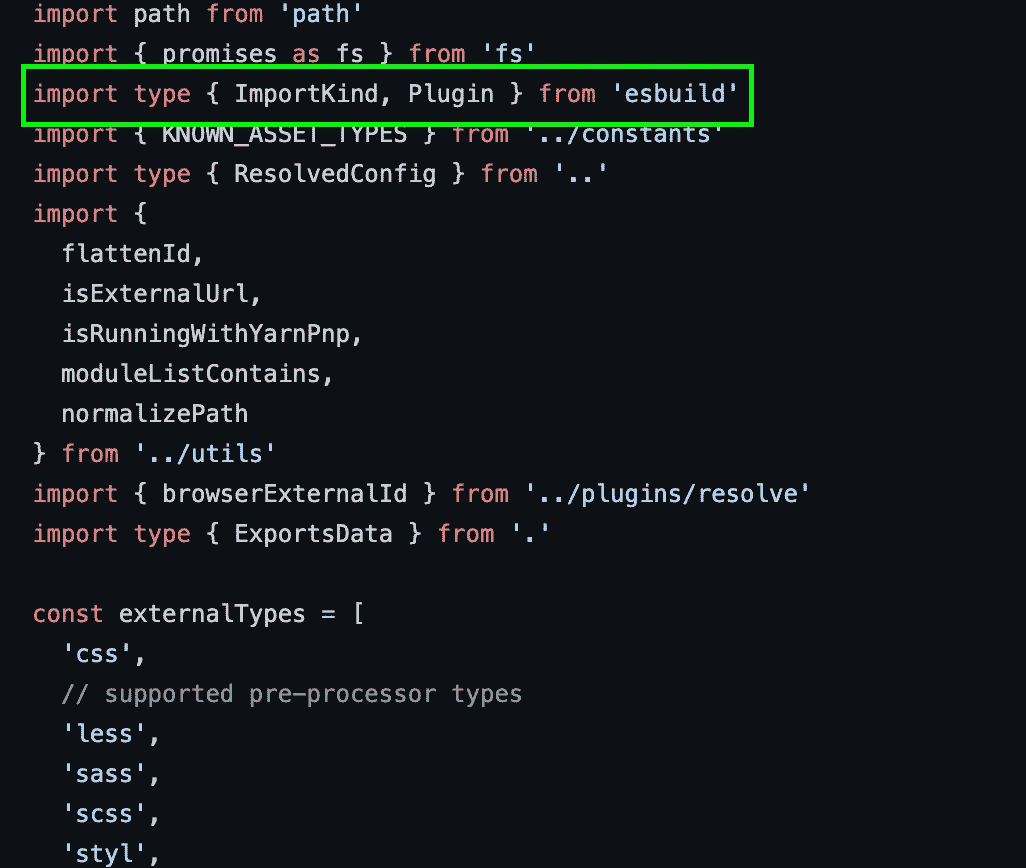 import path from 'path'
import { promises as fs } from 'fs'
import type { ImportKind, Plugin } from 'esbuild'
import { KNOWN_ASSET_TYPES } from '../constants'
import type { ResolvedConfig } from '..'
import {
  flattenId,
  isExternalUrl,
  isRunningWithYarnPnp,
  moduleListContains,
  normalizePath
} from '../utils'
import { browserExternalId } from '../plugins/resolve'
import type { ExportsData } from '.'

const externalTypes = [
  'css',
  // supported pre-processor types
  'less',
  'sass',
  'scss',
  'styl',